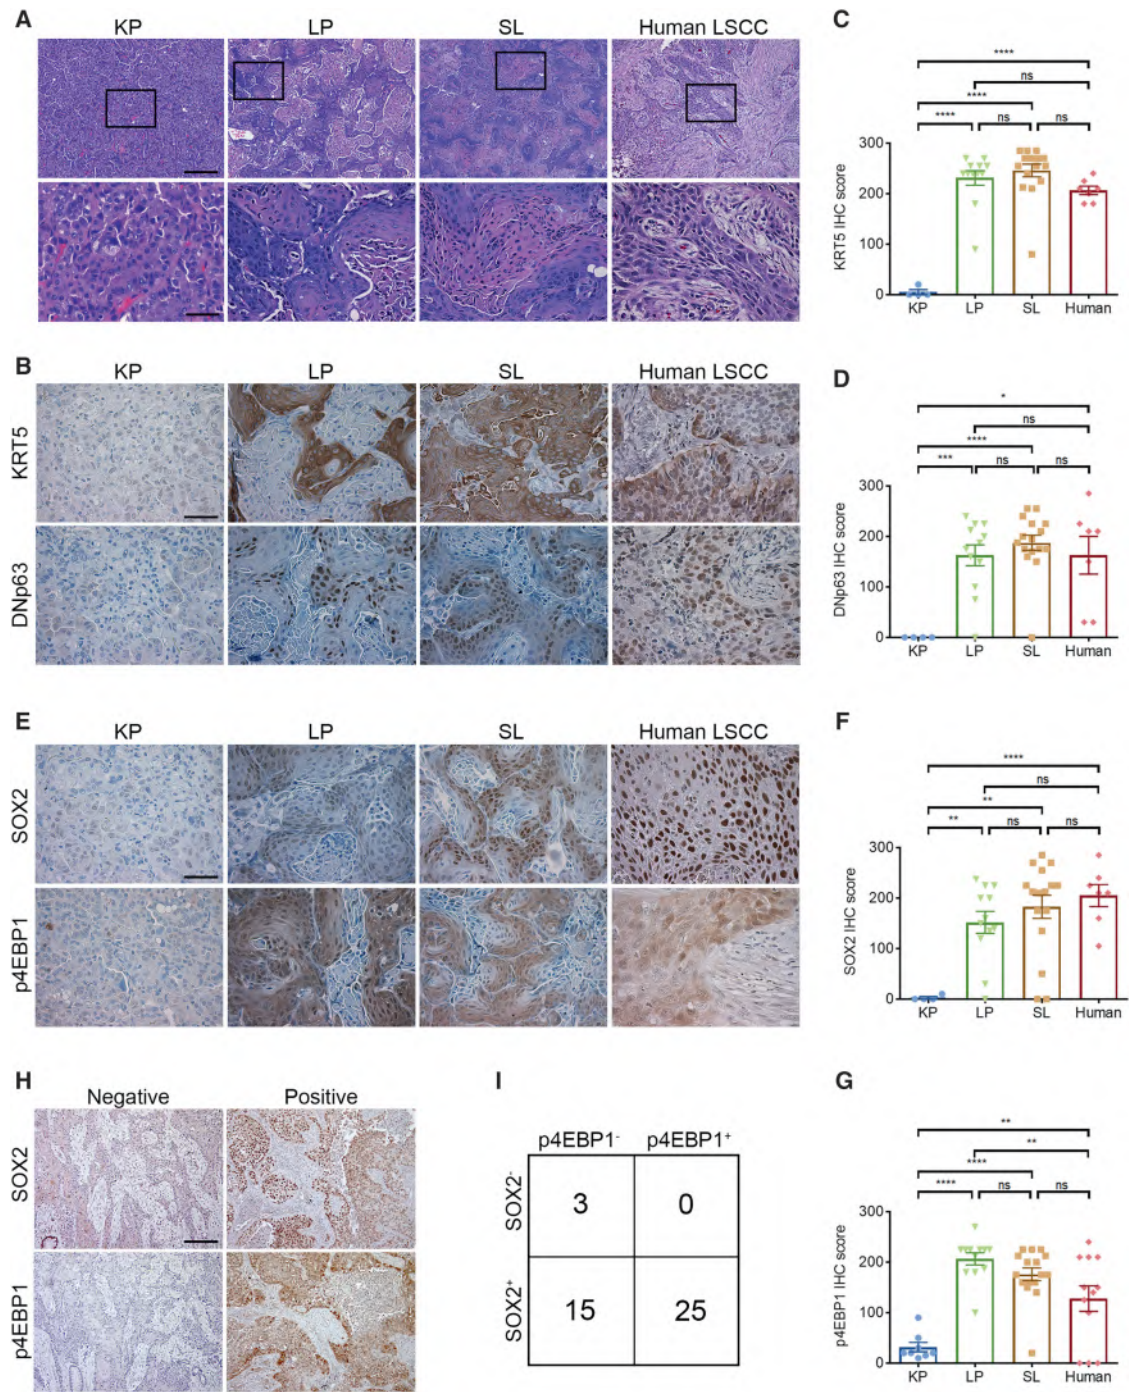 A
KP
LP
SL
Human LSCC
B
KP
LP
SL
Human LSCC
KRT5
DNp63
E
KP
LP
SL
Human LSCC
SOX2
p4EBP1
H
Negative
Positive
SOX2
p4EBP1
I
p4EBP1-
p4EBP1+
SOX2-
3
0
SOX2+
15
25
C
****
ns
****
****
ns
ns
KRT5 IHC score
300
200
100
0
KP
LP
SL
Human
D
*
ns
****
***
ns
ns
DNp63 IHC score
300
200
100
0
KP
LP
SL
Human
F
****
ns
**
**
ns
ns
SOX2 IHC score
300
200
100
0
KP
LP
SL
Human
G
**
**
****
****
ns
ns
p4EBP1 IHC score
300
200
100
0
KP
LP
SL
Human